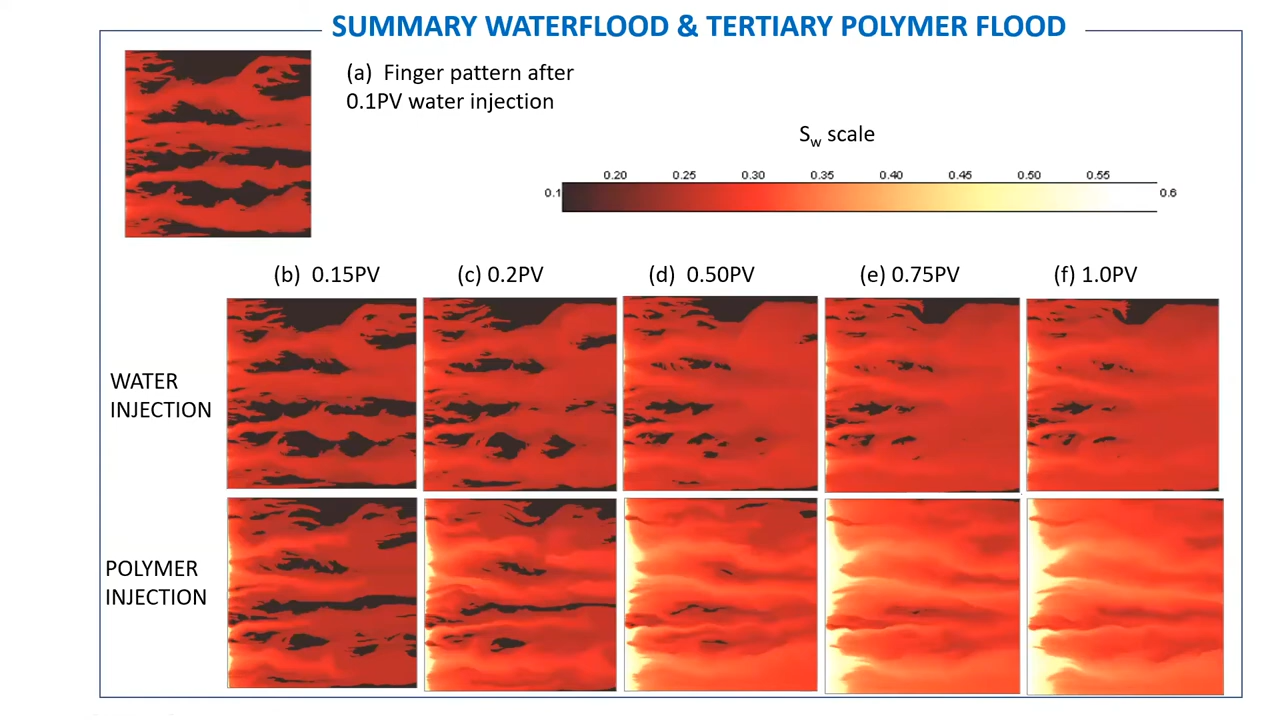 SUMMARY WATERFLOOD & TERTIARY POLYMER FLOOD
(a) Finger pattern after
0.1PV water injection
Sw scale
0.20 0.25 0.30 0.35 0.40 0.45 0.50 0.55
0.1 0.6
(b) 0.15PV (c) 0.2PV (d) 0.50PV (e) 0.75PV (f) 1.0PV
WATER
INJECTION
POLYMER
INJECTION